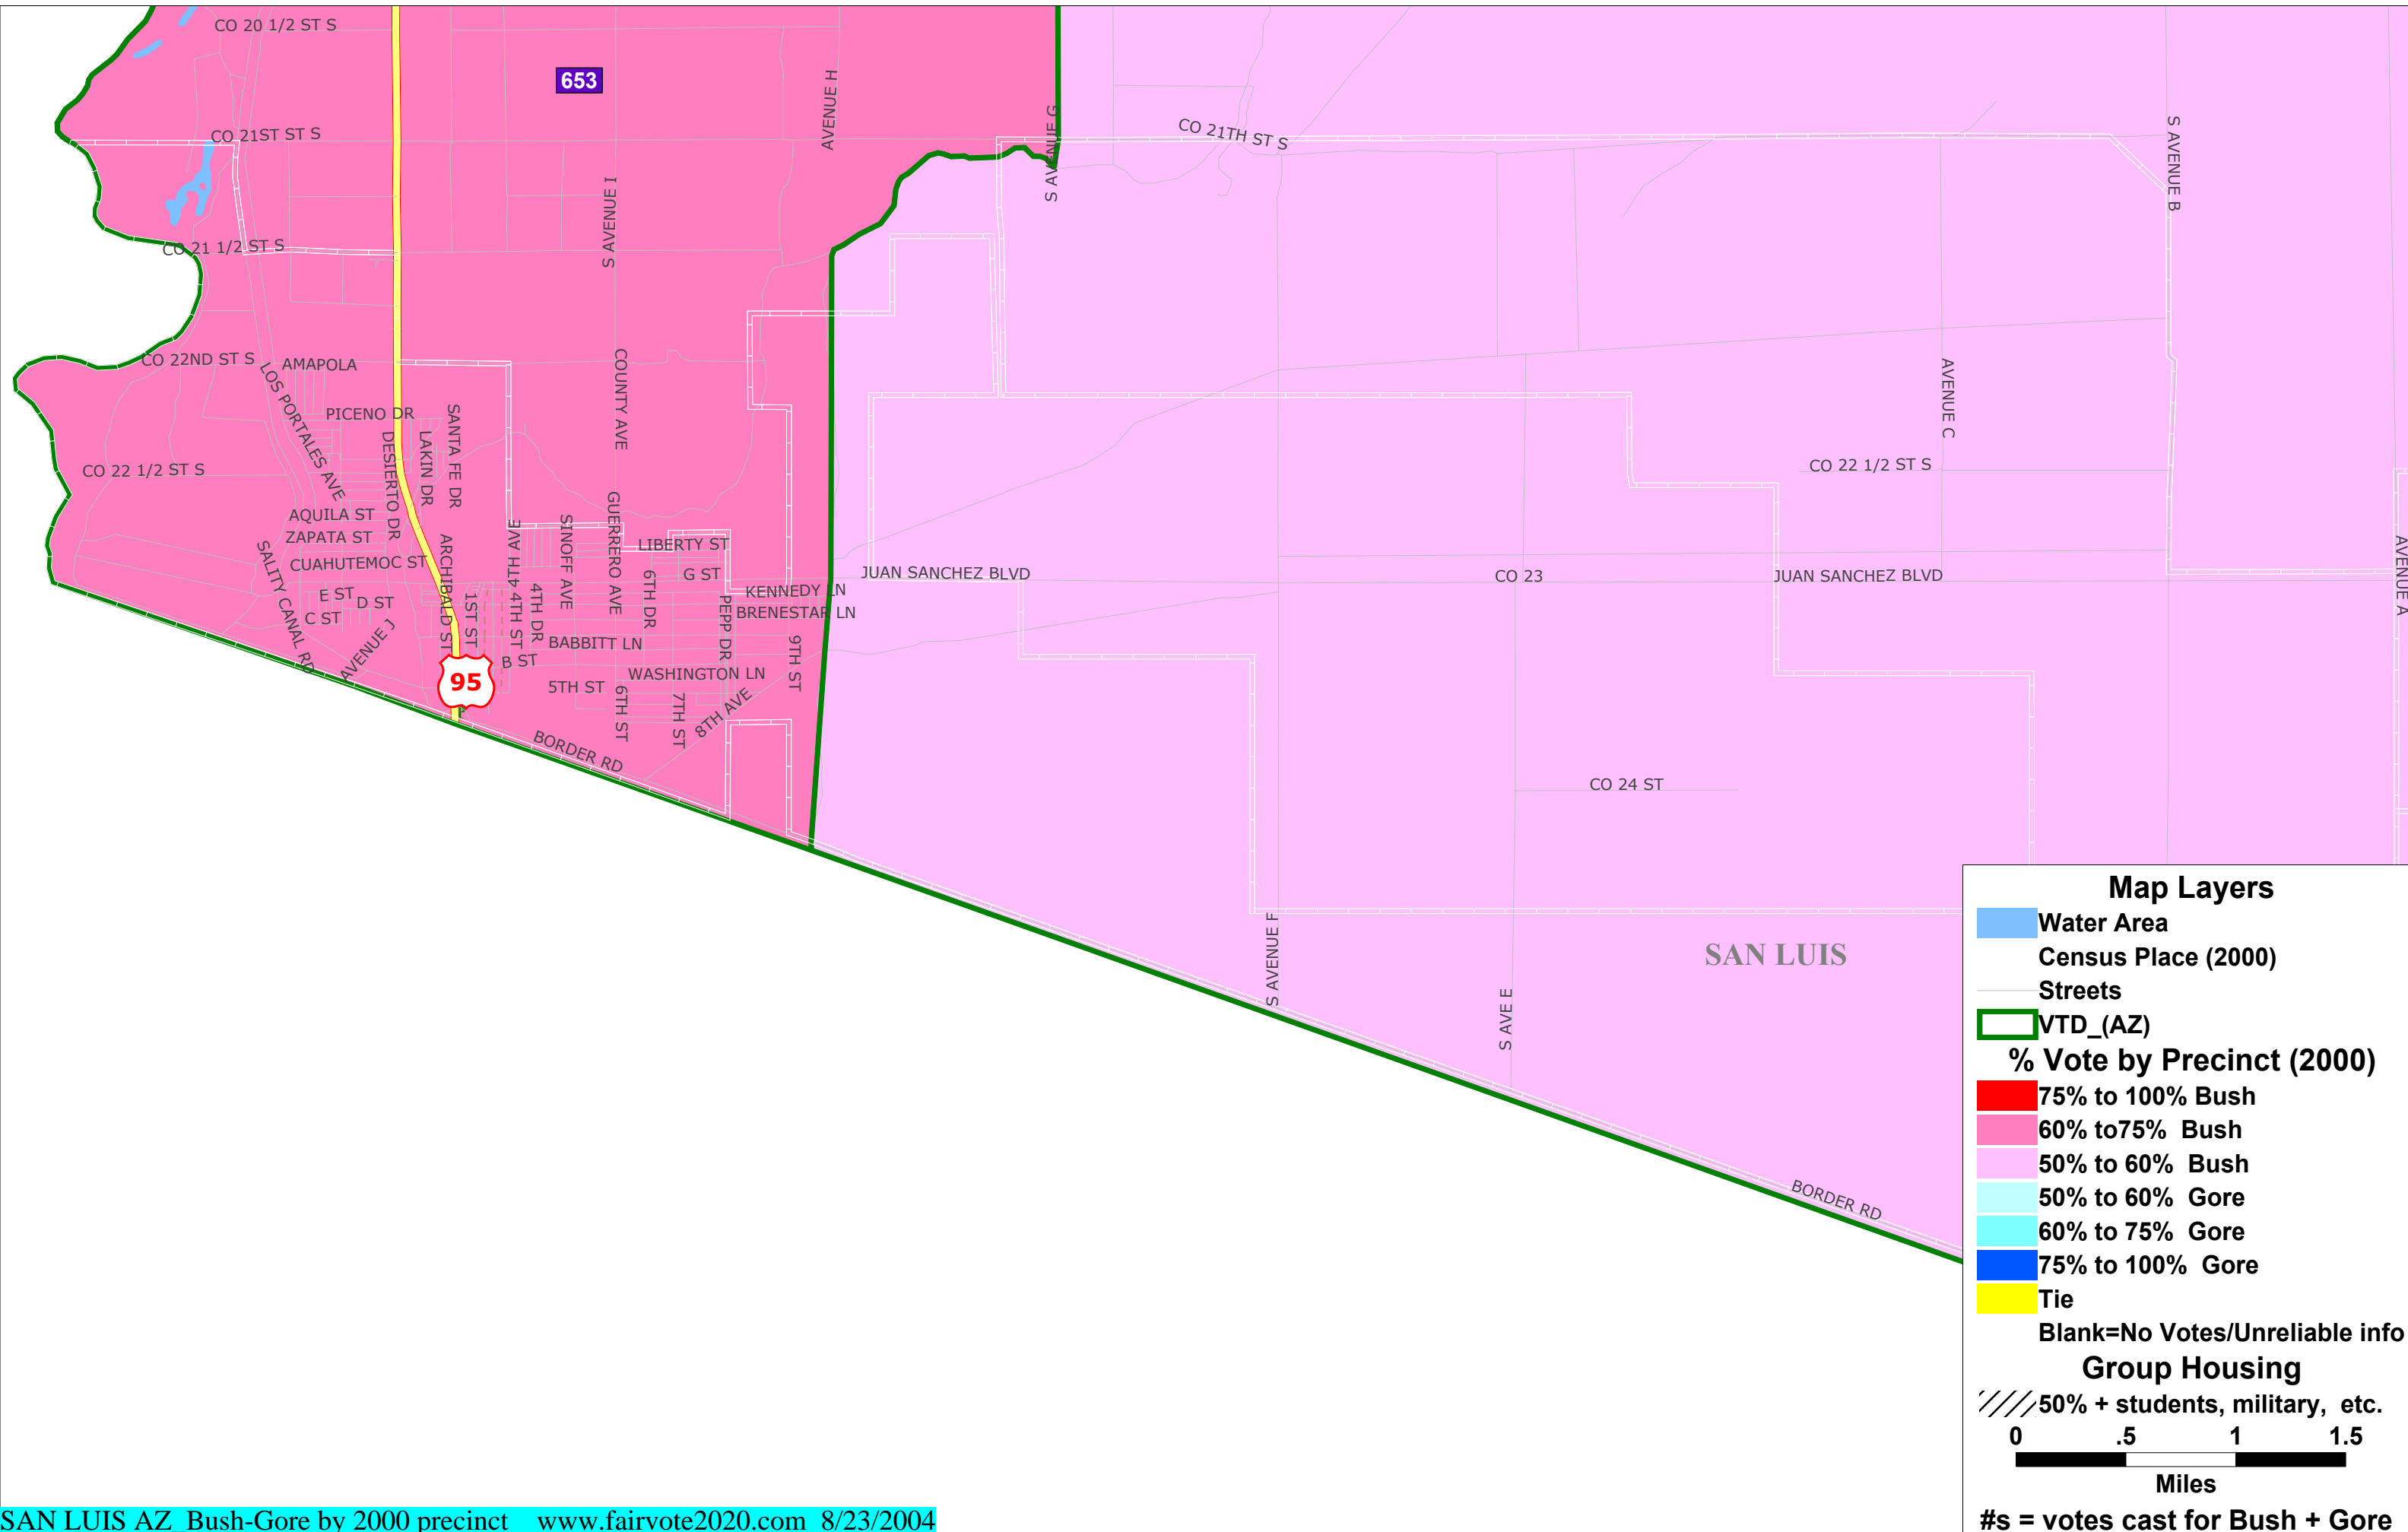 CO 20 1/2 ST S
653
AVENUE H
CO 21ST ST S
S AVENUE G
CO 21TH ST S
S AVENUE B
S AVENUE I
CO 21 1/2 ST S
CO 22ND ST S
AMAPOLA
LOS PORTALES AVE
COUNTY AVE
AVENUE C
PICENO DR
DESIERTO DR
LAKIN DR
SANTA FE DR
CO 22 1/2 ST S
CO 22 1/2 ST S
AQUILA ST
ZAPATA ST
CUAHUTEMOC ST
SALITY CANAL RD
ARCHIBALD ST
4TH AVE
4TH ST
4TH DR
SINOFF AVE
GUERRERO AVE
LIBERTY ST
G ST
6TH DR
JUAN SANCHEZ BLVD
CO 23
JUAN SANCHEZ BLVD
AVENUE A
KENNEDY LN
BRENESTAR LN
PEPP DR
E ST
D ST
C ST
1ST ST
AVENUE J
BABBITT LN
B ST
9TH ST
WASHINGTON LN
95
5TH ST
6TH ST
7TH ST
8TH AVE
BORDER RD
CO 24 ST
S AVENUE F
SAN LUIS
S AVE E
BORDER RD
Map Layers
Water Area
Census Place (2000)
Streets
VTD_(AZ)
% Vote by Precinct (2000)
75% to 100% Bush
60% to75% Bush
50% to 60% Bush
50% to 60% Gore
60% to 75% Gore
75% to 100% Gore
Tie
Blank=No Votes/Unreliable info
Group Housing
50% + students, military, etc.
0 .5 1 1.5
Miles
#s = votes cast for Bush + Gore
SAN LUIS AZ Bush-Gore by 2000 precinct www.fairvote2020.com 8/23/2004